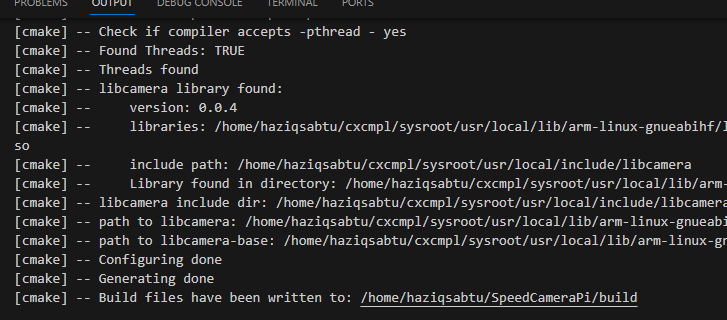 PROBLEMS OUTPUT DEBUG CONSOLE TERMINAL PORTS
[cmake] -- Check if compiler accepts -pthread - yes
[cmake] -- Found Threads: TRUE
[cmake] -- Threads found
[cmake] -- libcamera library found:
[cmake] --     version: 0.0.4
[cmake] --     libraries: /home/haziqsabtu/cxcmpl/sysroot/usr/local/lib/arm-linux-gnueabihf/l
so
[cmake] --     include path: /home/haziqsabtu/cxcmpl/sysroot/usr/local/include/libcamera
[cmake] --     Library found in directory: /home/haziqsabtu/cxcmpl/sysroot/usr/local/lib/arm-
[cmake] -- libcamera include dir: /home/haziqsabtu/cxcmpl/sysroot/usr/local/include/libcamera
[cmake] -- path to libcamera: /home/haziqsabtu/cxcmpl/sysroot/usr/local/lib/arm-linux-gnueabi
[cmake] -- path to libcamera-base: /home/haziqsabtu/cxcmpl/sysroot/usr/local/lib/arm-linux-gn
[cmake] -- Configuring done
[cmake] -- Generating done
[cmake] -- Build files have been written to: /home/haziqsabtu/SpeedCameraPi/build